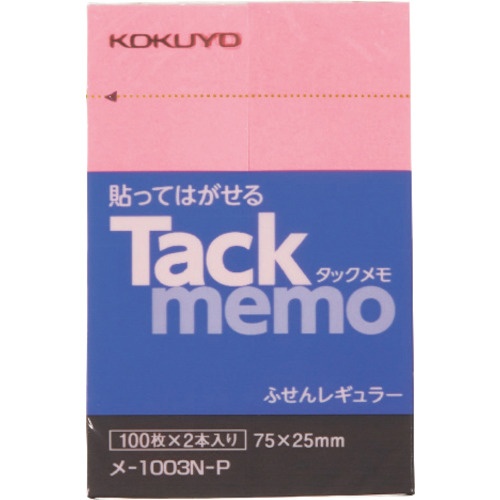 KOKUYO
貼ってはがせる
Tack
タックメモ
memo
ふせんレギュラー
100枚×2本入り 75×25mm
メ-1003N-P